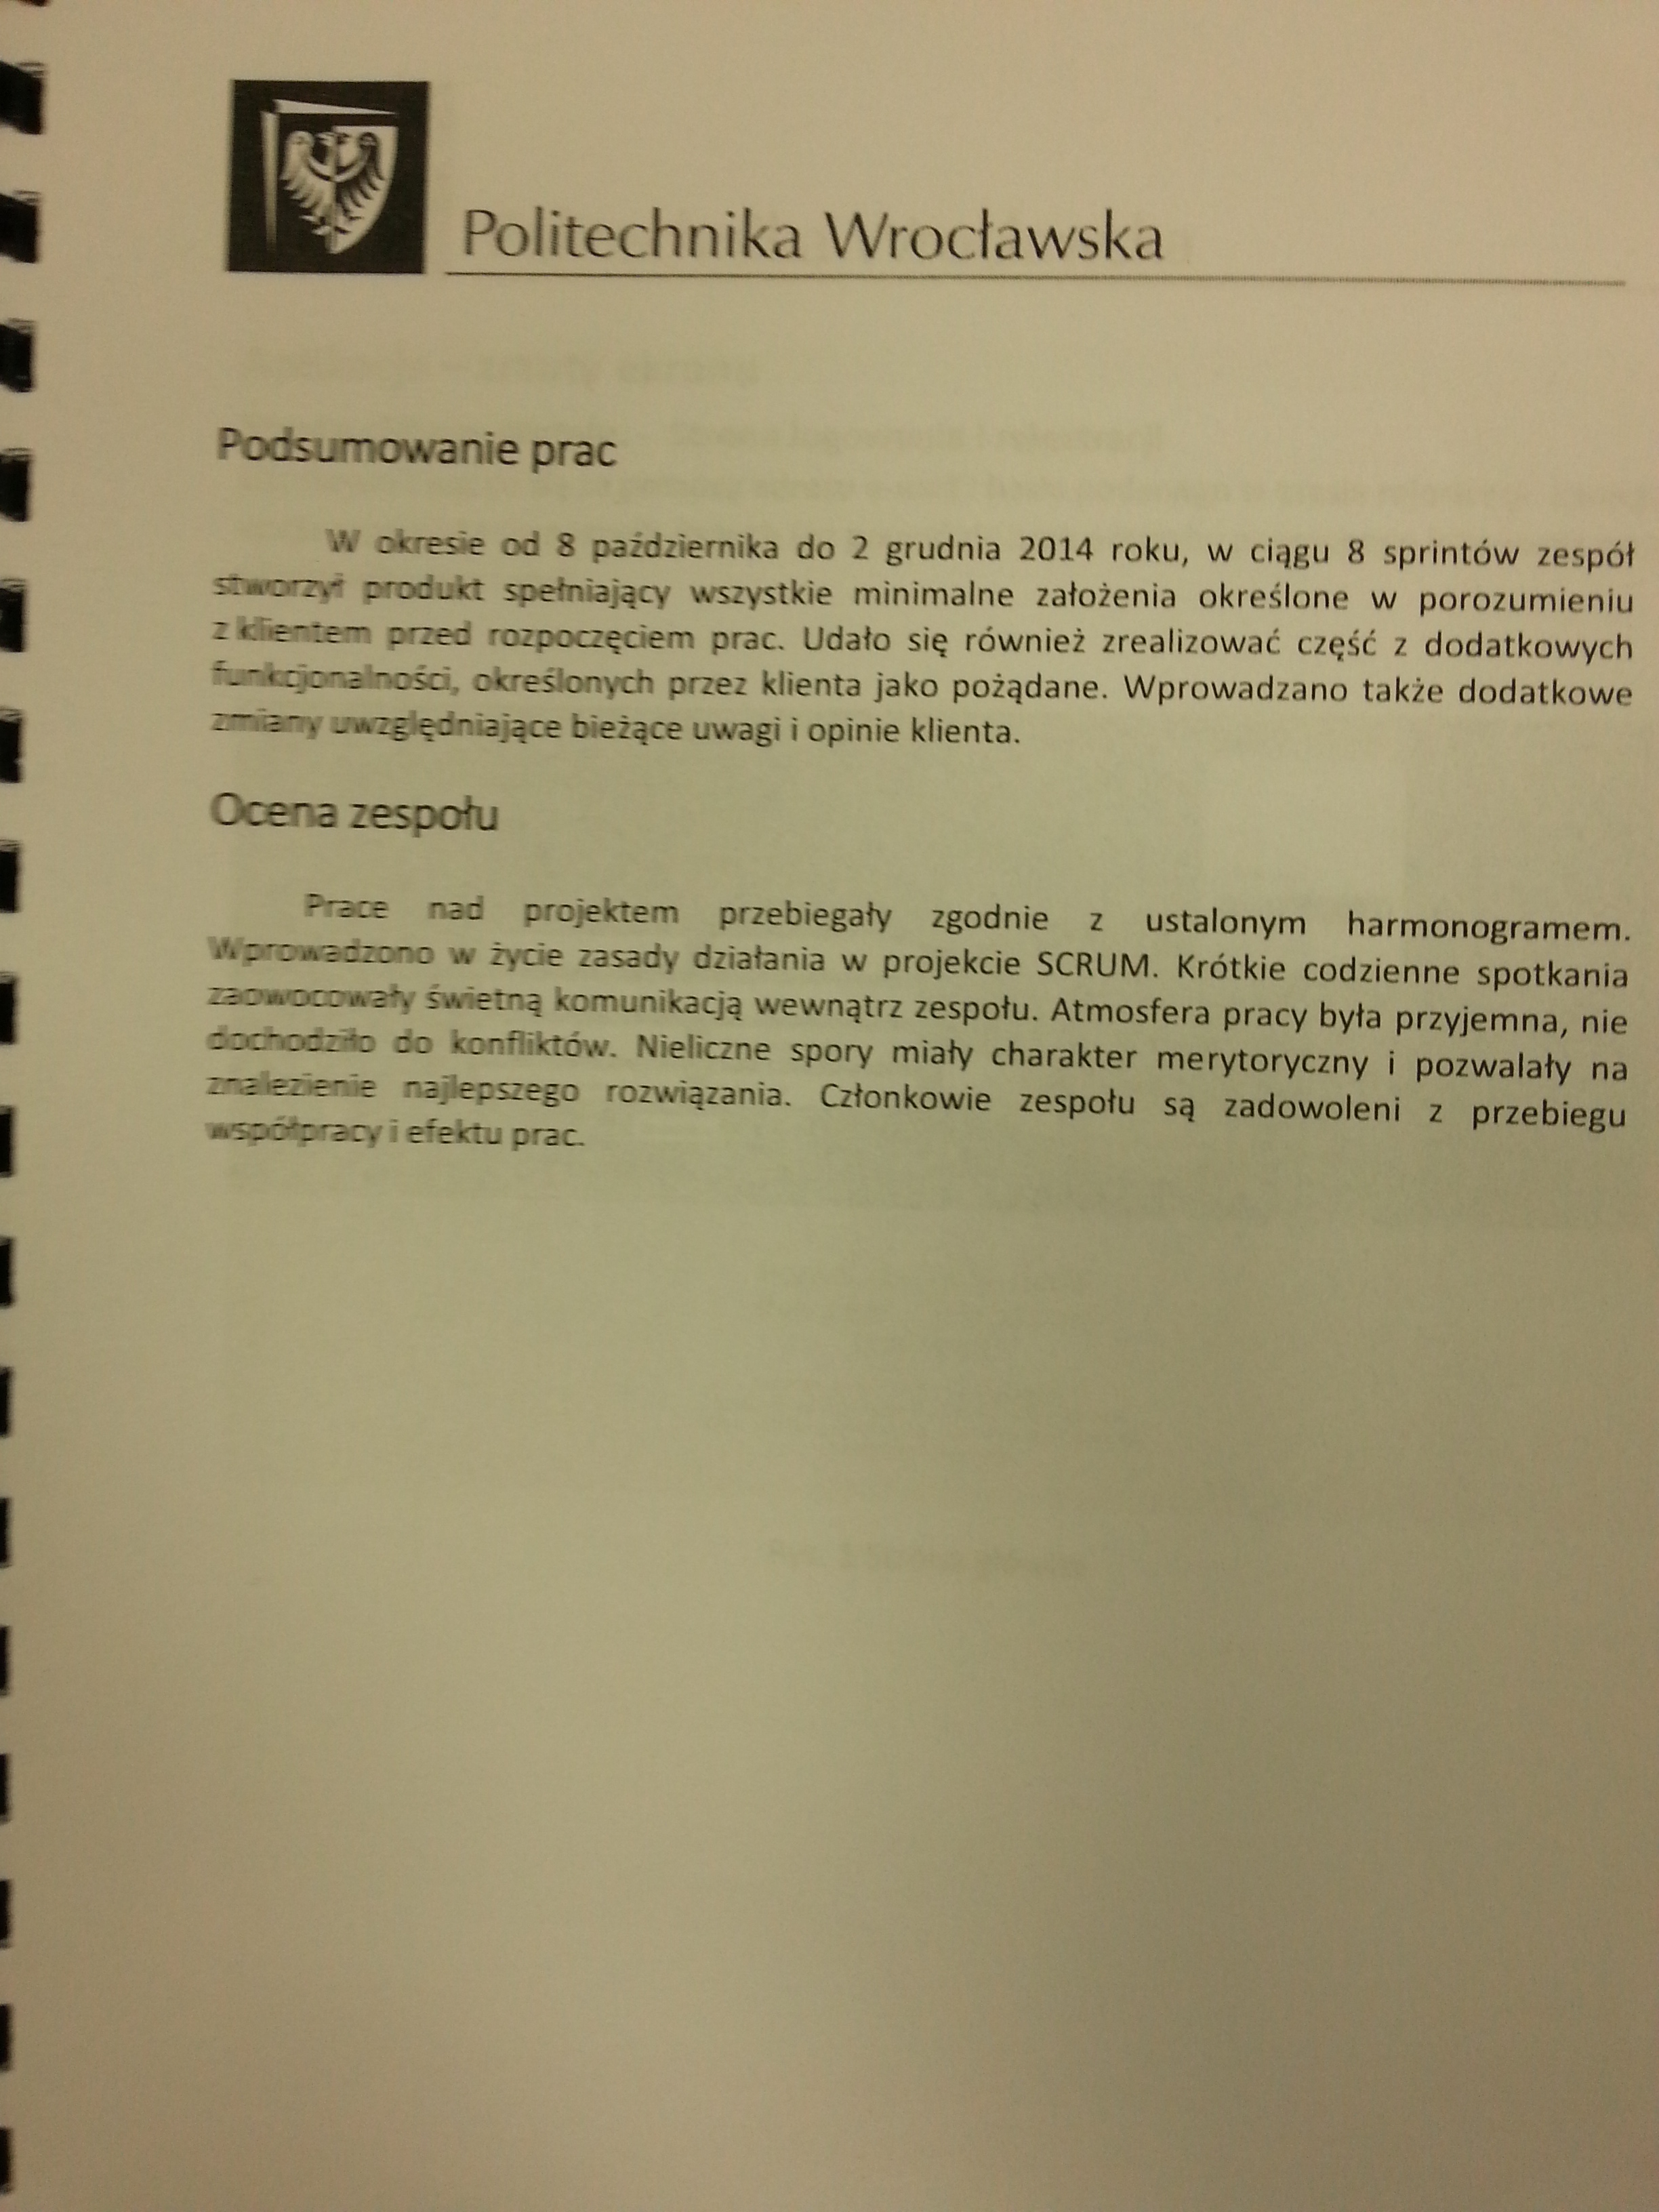 Politechnika Wrocławska
Podsumowanie prac
W okresie od 8 października do 2 grudnia 2014 roku, w ciągu 8 sprintów zespół
stworzył produkt spełniający wszystkie minimalne założenia określone w porozumieniu
z klientem przed rozpoczęciem prac. Udało się również zrealizować część z dodatkowych
funkcjonalności, określonych przez klienta jako pożądane. Wprowadzano także dodatkowe
zmiany uwzględniające bieżące uwagi i opinie klienta.
Ocena zespołu
Prace nad projektem przebiegały zgodnie z ustalonym harmonogramem.
Wprowadzono w życie zasady działania w projekcie SCRUM. Krótkie codzienne spotkania
zaowocowały świetną komunikacją wewnątrz zespołu. Atmosfera pracy była przyjemna, nie
dochodziło do konfliktów. Nieliczne spory miały charakter merytoryczny i pozwalały na
znalezienie najlepszego rozwiązania. Członkowie zespołu są zadowoleni z przebiegu
współpracy i efektu prac.